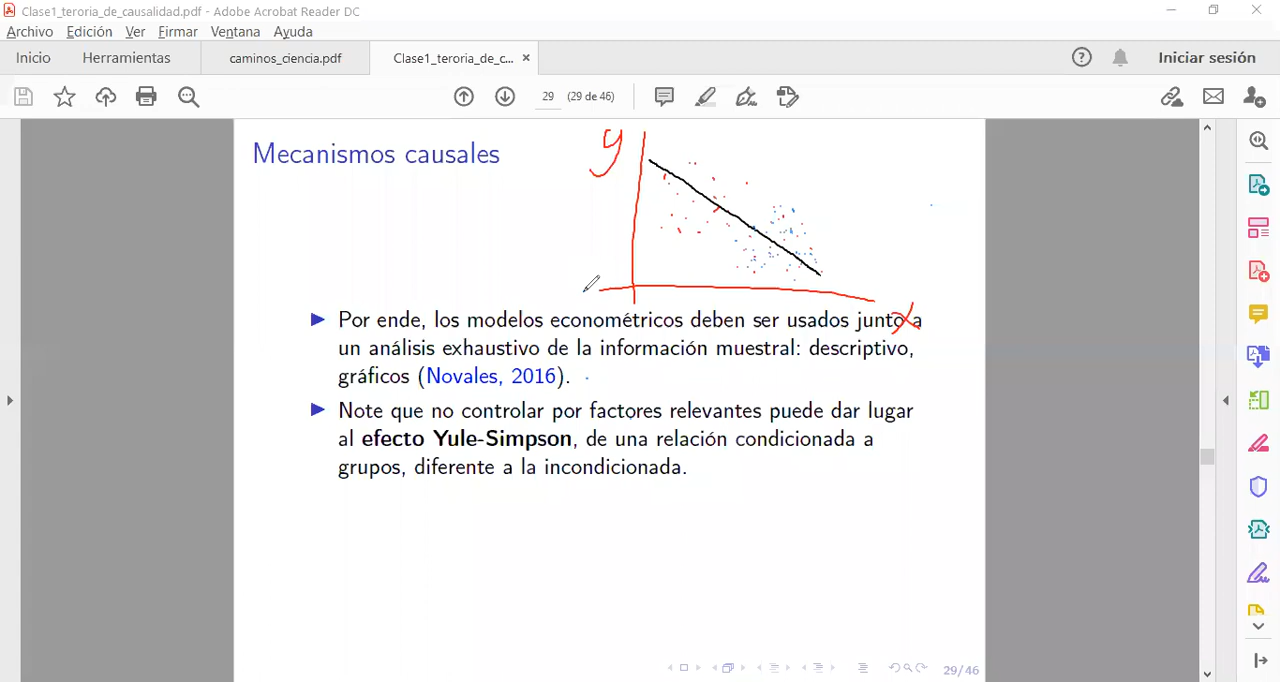 Clase1_teroria_de_causalidad.pdf - Adobe Acrobat Reader DC
Archivo Edición Ver Firmar Ventana Ayuda
Inicio Herramientas caminos_ciencia.pdf Clase1_teroria_de_c... × Iniciar sesión
29 (29 de 46)
Mecanismos causales
y
x
Por ende, los modelos econométricos deben ser usados junto a
un análisis exhaustivo de la información muestral: descriptivo,
gráficos (Novales, 2016).
Note que no controlar por factores relevantes puede dar lugar
al efecto Yule-Simpson, de una relación condicionada a
grupos, diferente a la incondicionada.
29/46